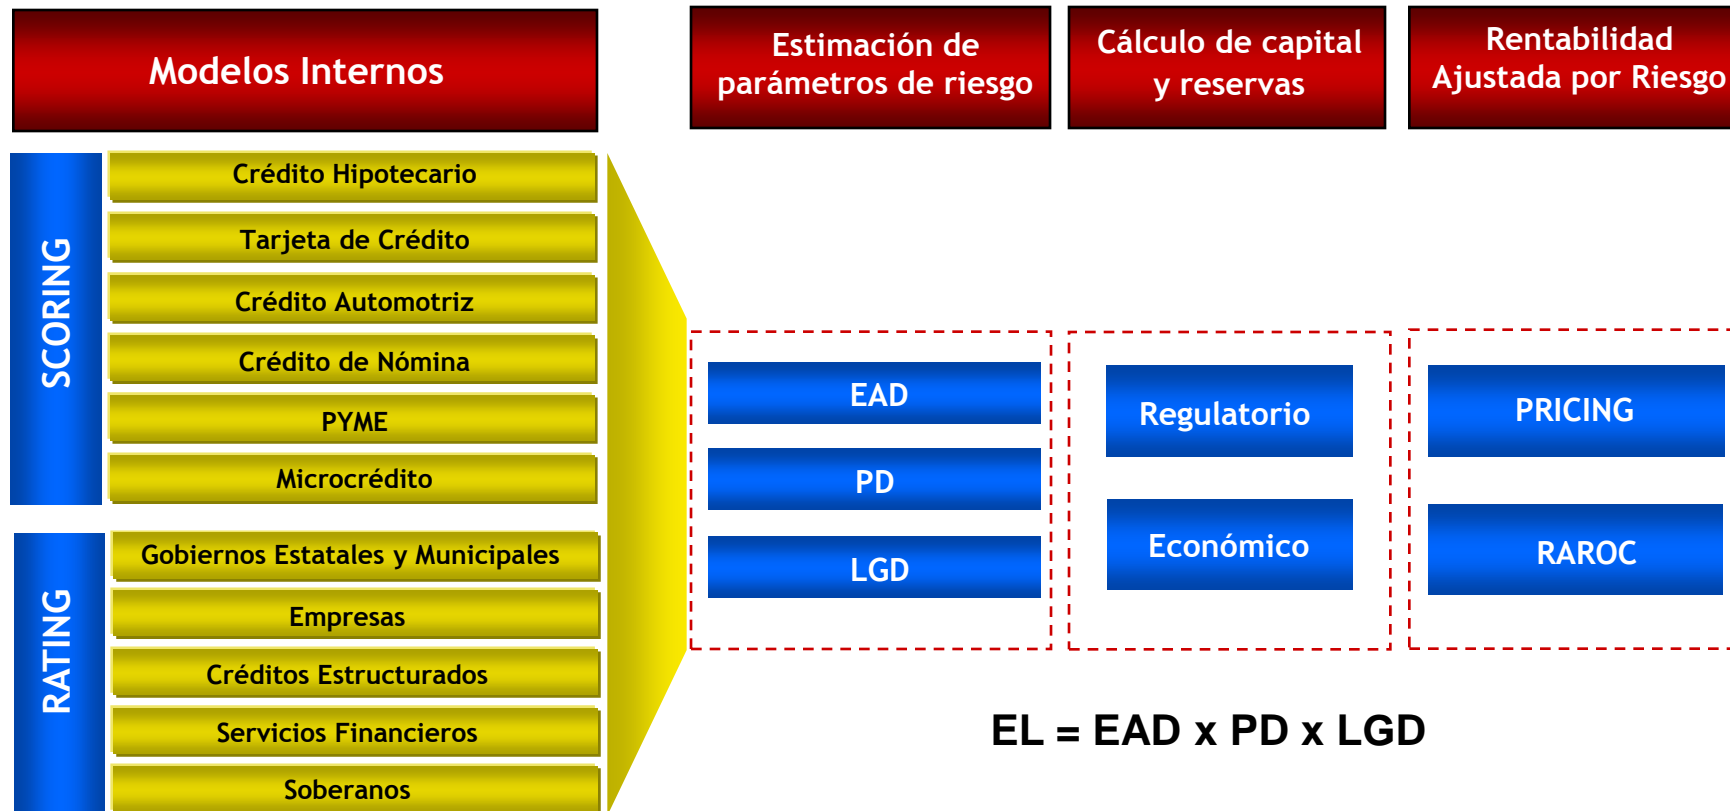 Modelos Internos
Estimación de
parámetros de riesgo
Cálculo de capital
y reservas
Rentabilidad
Ajustada por Riesgo
SCORING
Crédito Hipotecario
Tarjeta de Crédito
Crédito Automotriz
Crédito de Nómina
PYME
Microcrédito
RATING
Gobiernos Estatales y Municipales
Empresas
Créditos Estructurados
Servicios Financieros
Soberanos
EAD
PD
LGD
Regulatorio
Económico
PRICING
RAROC
EL = EAD x PD x LGD